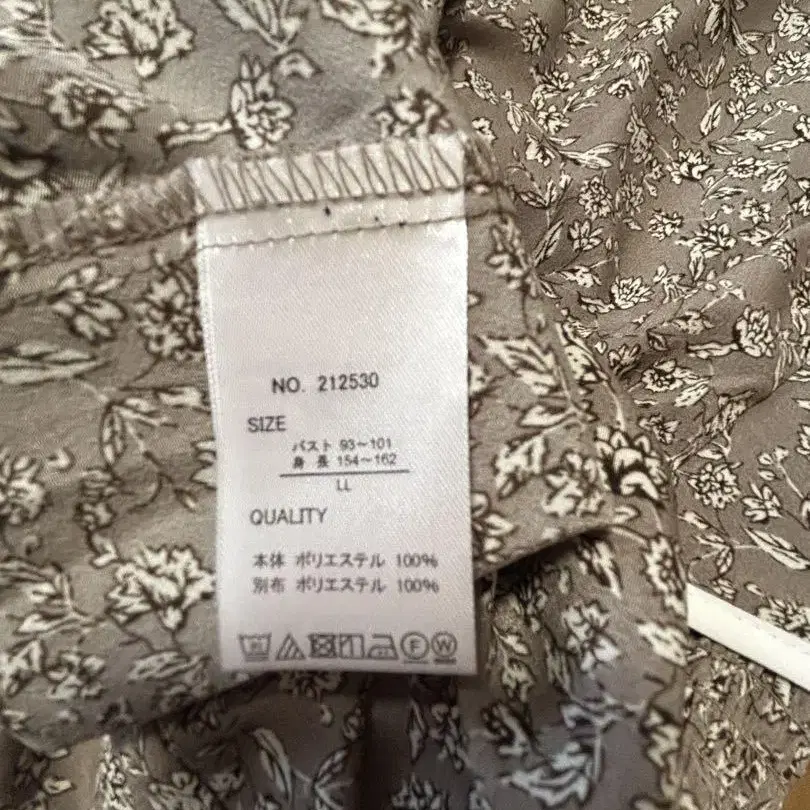 NO. 212530
SIZE
バスト 93~101
身 長 154~162
LL
QUALITY
本体 ポリエステル 100%
別布 ポリエステル 100%
F W